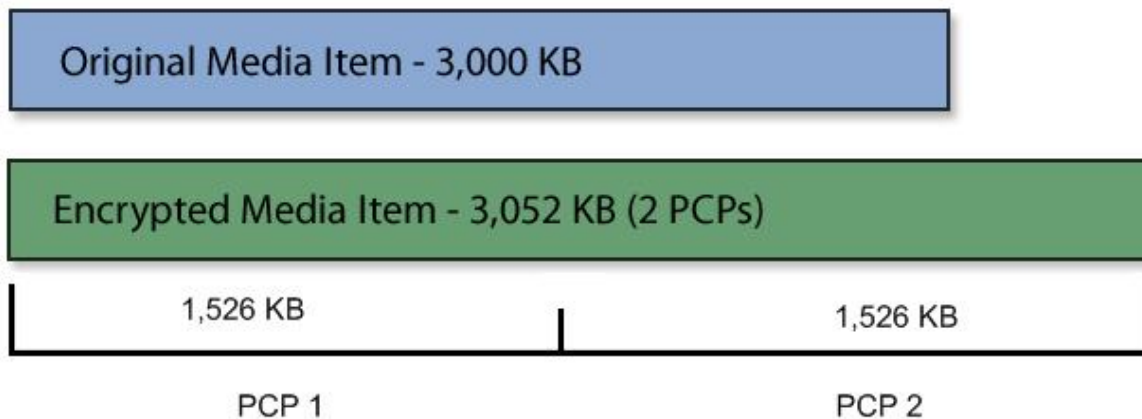 Original Media Item - 3,000 KB
Encrypted Media Item - 3,052 KB (2 PCPs)
1,526 KB 1,526 KB
PCP 1 PCP 2